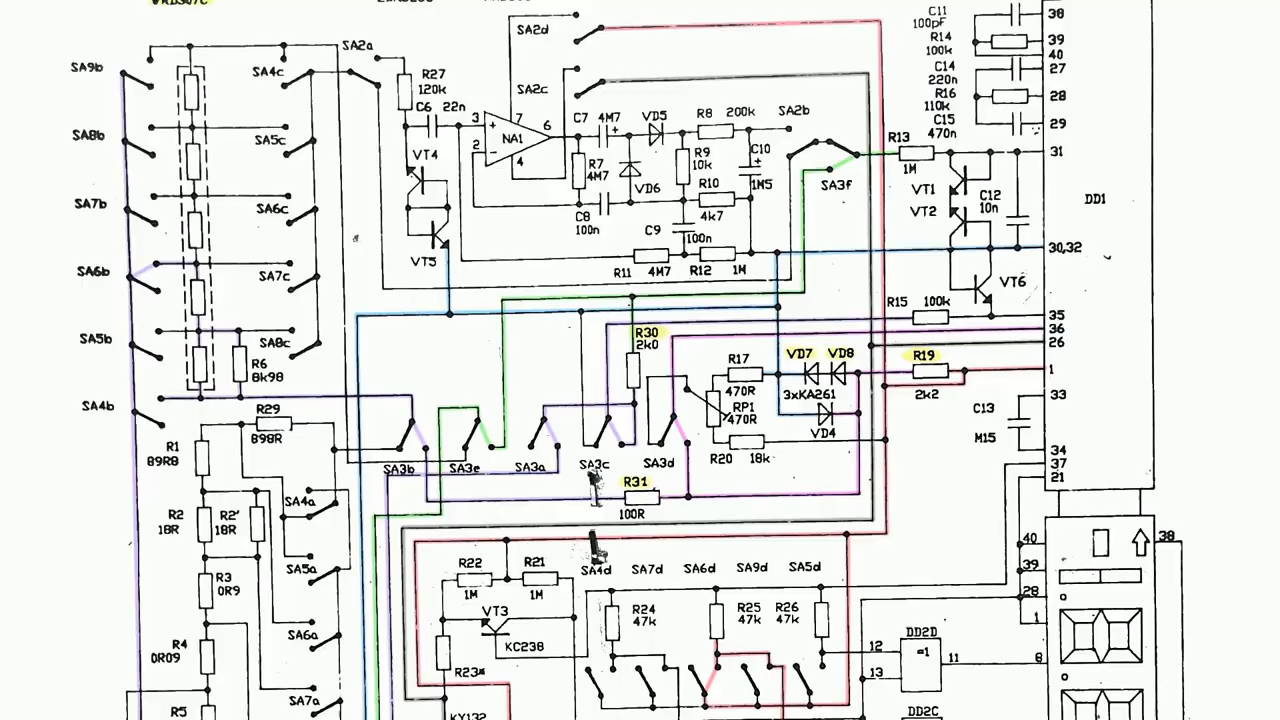 SA2d
C11
100pF
38
R14
100k
39
40
SA9b
SA4c
SA2a
R27
120k
SA2c
C14
220n
27
R16
110k
28
C15
470n
29
C6 22n
3
+
7
NA1
6
2
-
4
C7 4M7
+
VD5
R8 200k
SA2b
SA8b
SA5c
VT4
R7
4M7
VD6
R9
10k
C10
+
1M5
R13
1M
31
SA3f
VT1
VT2
C12
10n
DD1
R10
4k7
SA7b
SA6c
C8
100n
C9
100n
VT5
R11 4M7
R12 1M
30,32
SA6b
SA7c
VT6
R15 100k
35
36
26
SA5b
SA8c
R30
2k0
R6
8k98
R17
470R
VD7 VD8
3xKA261
VD4
R19
2k2
1
33
SA4b
R29
898R
RP1
470R
C13
M15
R1
89R8
R20 18k
34
37
21
SA3b
SA3e
SA3a
SA3c
SA3d
R31
100R
SA4a
R2
18R
R2'
18R
40
38
SA5a
R22
1M
R21
1M
SA4d
SA7d
SA6d
SA9d
SA5d
39
28
R3
0R9
VT3
KC238
R24
47k
R25
47k
R26
47k
1
SA6a
R4
0R09
DD2D
=1
12
13
11
8
R23*
SA7a
R5
KY132
DD2C